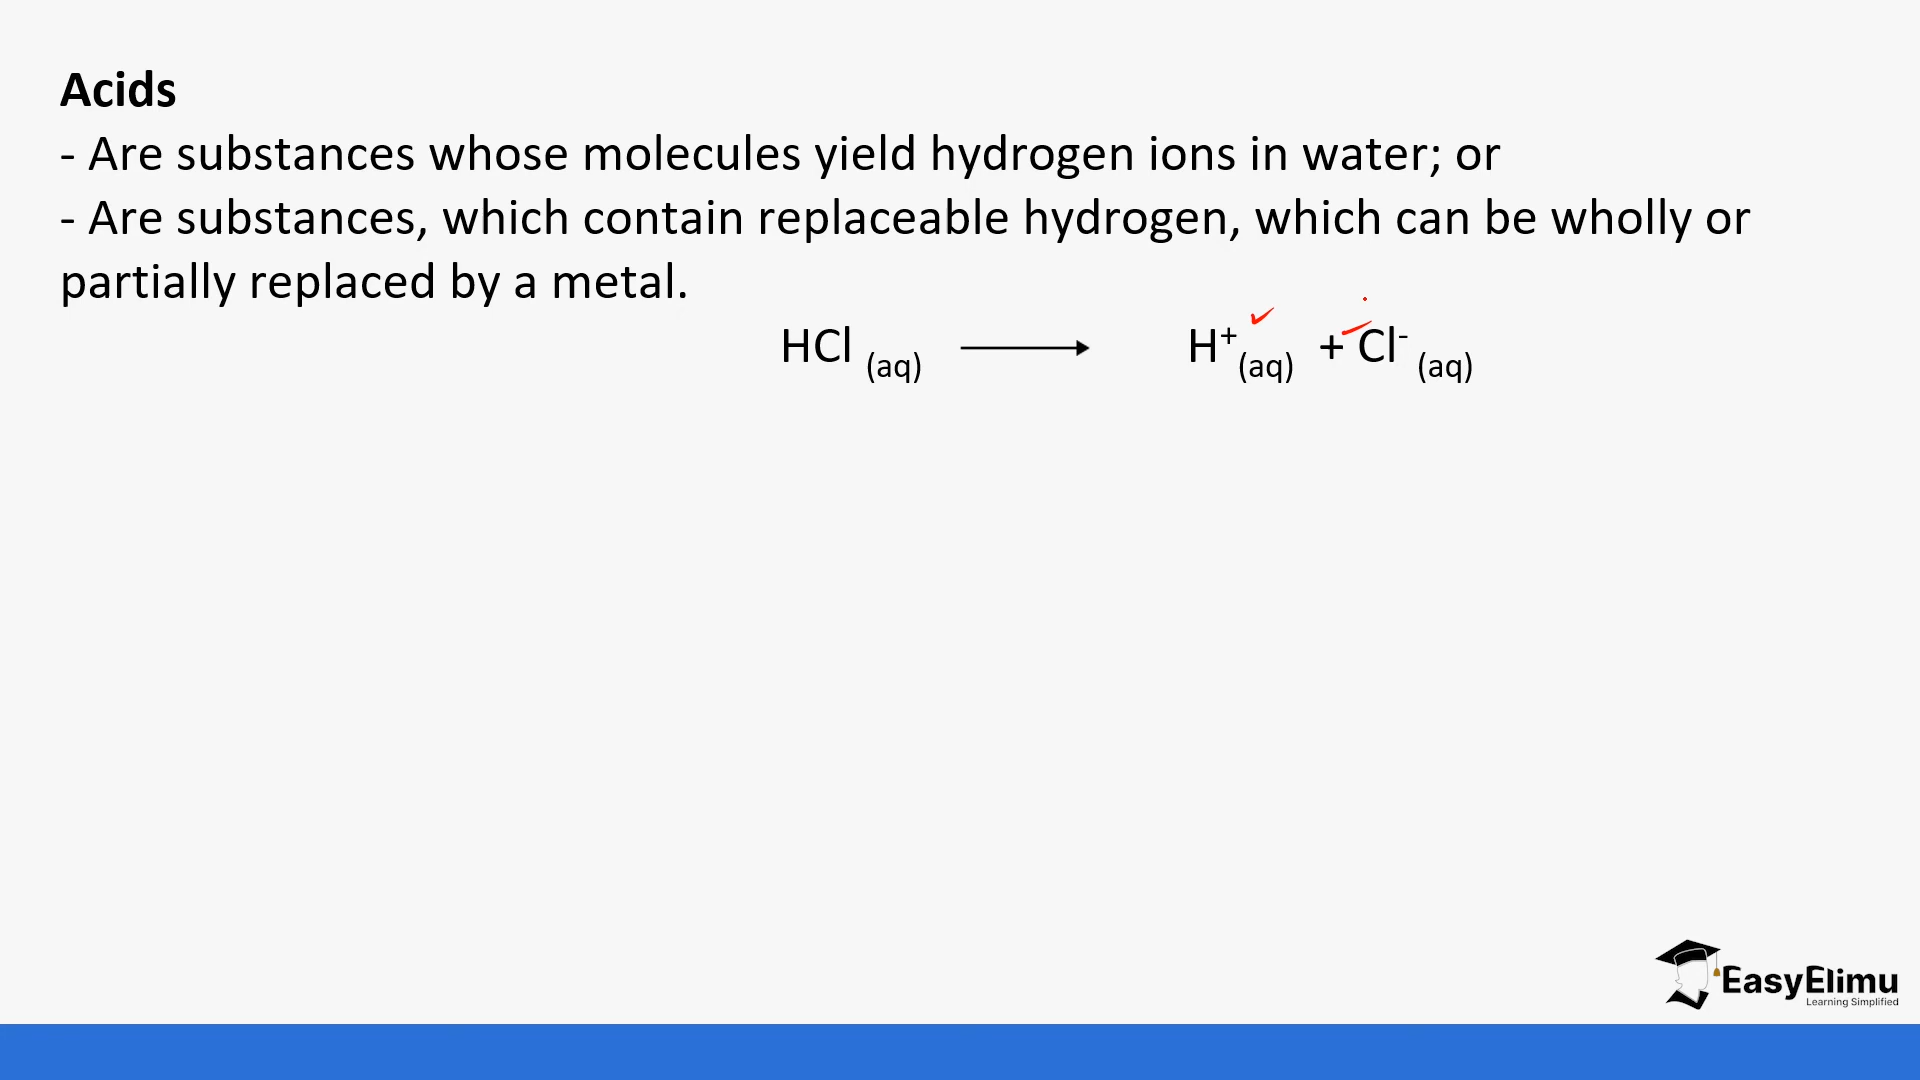 Acids
- Are substances whose molecules yield hydrogen ions in water; or
- Are substances, which contain replaceable hydrogen, which can be wholly or
partially replaced by a metal.
HCl (aq) ⟶ H⁺(aq) + Cl⁻ (aq)
EasyElimu
Learning Simplified